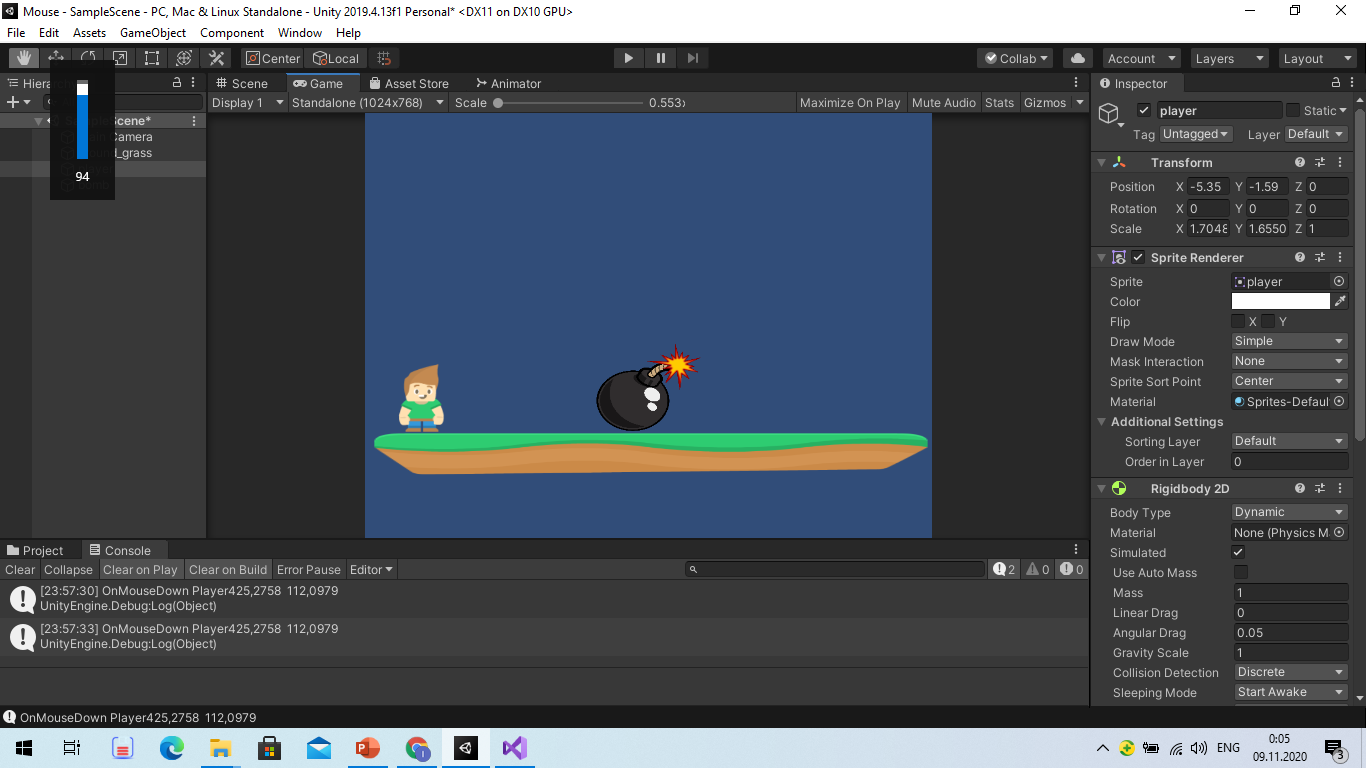 Mouse - SampleScene - PC, Mac & Linux Standalone - Unity 2019.4.13f1 Personal* <DX11 on DX10 GPU>
File Edit Assets GameObject Component Window Help
Center Local Collab Account Layers Layout
Scene Game Asset Store Animator
Display 1 Standalone (1024x768) Scale 0.553x Maximize On Play Mute Audio Stats Gizmos
Camera
_grass
94
Inspector
player Static
Tag Untagged Layer Default
Transform
Position X -5.35 Y -1.59 Z 0
Rotation X 0 Y 0 Z 0
Scale X 1.7048 Y 1.6550 Z 1
Sprite Renderer
Sprite player
Color
Flip X Y
Draw Mode Simple
Mask Interaction None
Sprite Sort Point Center
Material Sprites-Defaul
Additional Settings
Sorting Layer Default
Order in Layer 0
Rigidbody 2D
Body Type Dynamic
Material None (Physics M
Simulated
Use Auto Mass
Mass 1
Linear Drag 0
Angular Drag 0.05
Gravity Scale 1
Collision Detection Discrete
Sleeping Mode Start Awake
Project Console
Clear Collapse Clear on Play Clear on Build Error Pause Editor 2 0 0
[23:57:30] OnMouseDown Player425,2758 112,0979
UnityEngine.Debug:Log(Object)
[23:57:33] OnMouseDown Player425,2758 112,0979
UnityEngine.Debug:Log(Object)
OnMouseDown Player425,2758 112,0979
ENG
0:05
09.11.2020
3